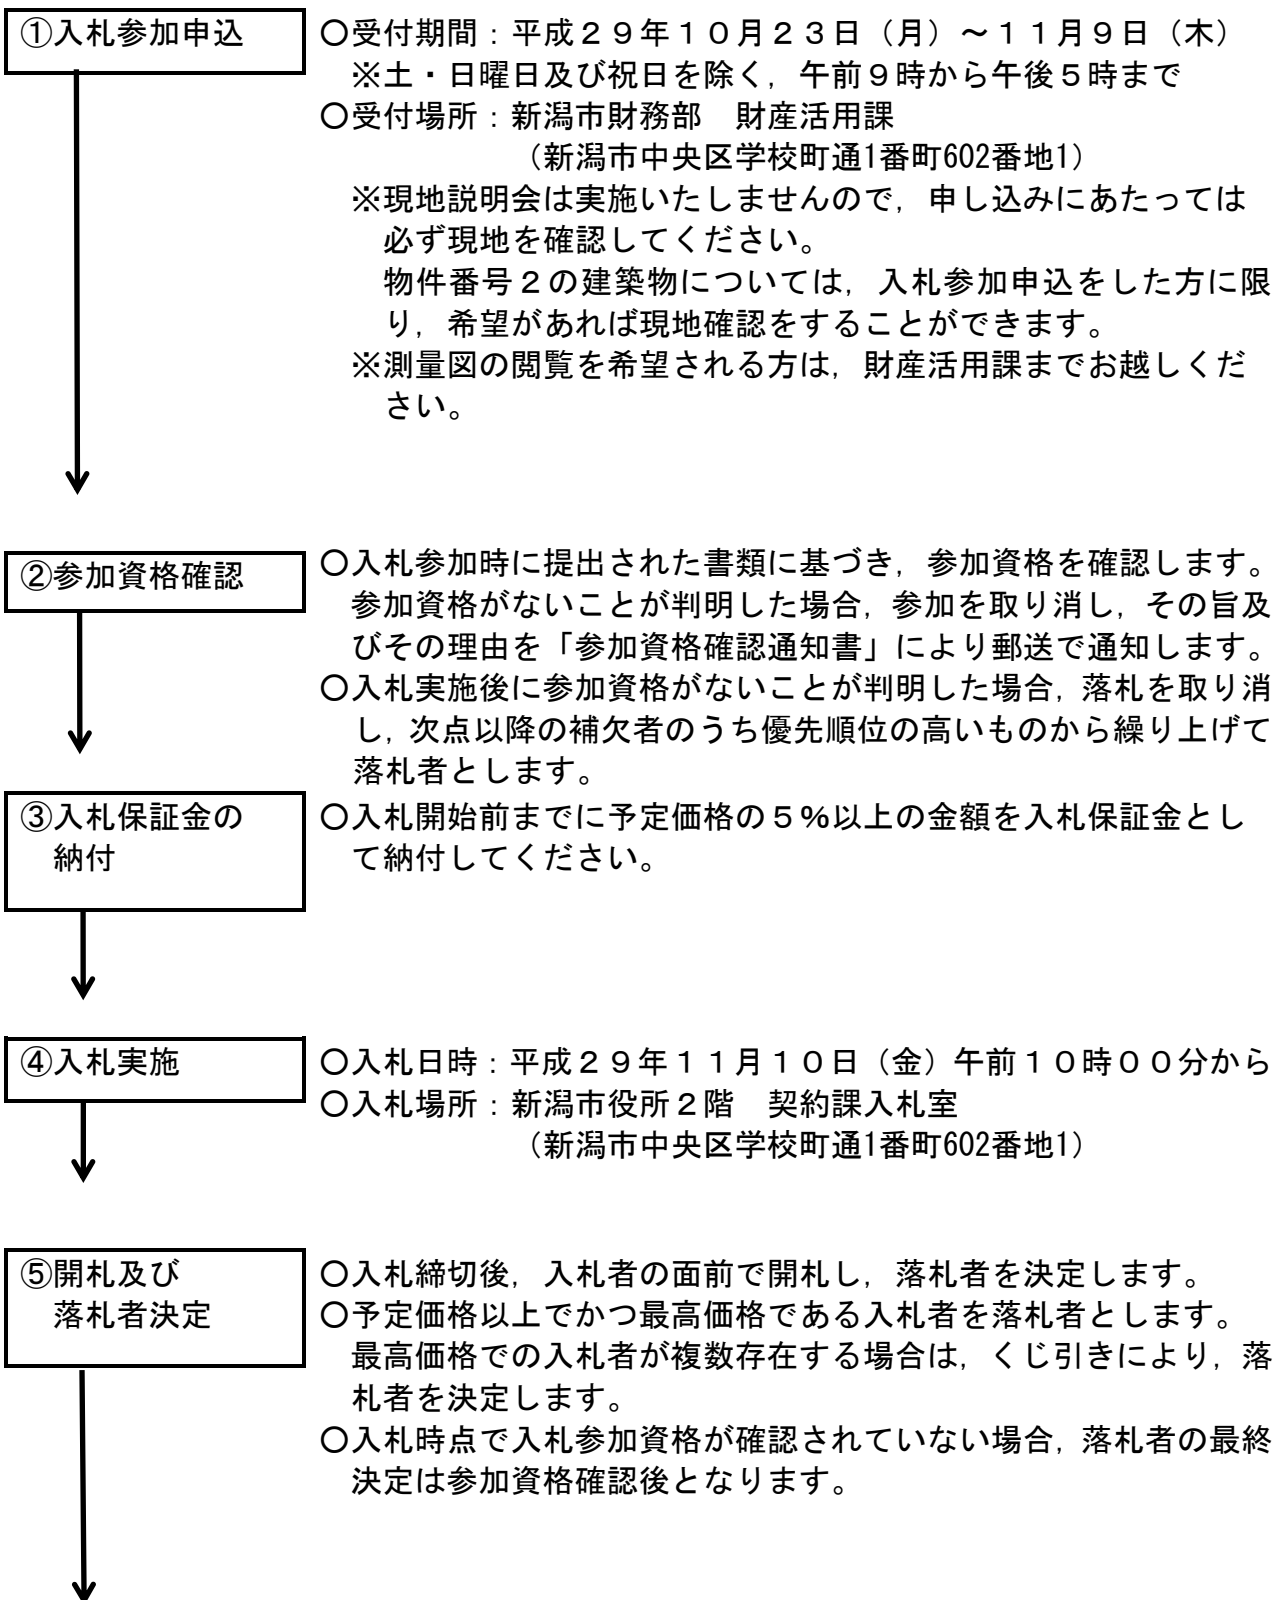 ①入札参加申込
〇受付期間：平成２９年１０月２３日（月）～１１月９日（木）
※土・日曜日及び祝日を除く，午前９時から午後５時まで
〇受付場所：新潟市財務部　財産活用課
（新潟市中央区学校町通1番町602番地1）
※現地説明会は実施いたしませんので，申し込みにあたっては
必ず現地を確認してください。
物件番号２の建築物については，入札参加申込をした方に限
り，希望があれば現地確認をすることができます。
※測量図の閲覧を希望される方は，財産活用課までお越しくだ
さい。
②参加資格確認
〇入札参加時に提出された書類に基づき，参加資格を確認します。
参加資格がないことが判明した場合，参加を取り消し，その旨及
びその理由を「参加資格確認通知書」により郵送で通知します。
〇入札実施後に参加資格がないことが判明した場合，落札を取り消
し，次点以降の補欠者のうち優先順位の高いものから繰り上げて
落札者とします。
③入札保証金の
納付
〇入札開始前までに予定価格の５％以上の金額を入札保証金とし
て納付してください。
④入札実施
〇入札日時：平成２９年１１月１０日（金）午前１０時００分から
〇入札場所：新潟市役所２階　契約課入札室
（新潟市中央区学校町通1番町602番地1）
⑤開札及び
落札者決定
〇入札締切後，入札者の面前で開札し，落札者を決定します。
〇予定価格以上でかつ最高価格である入札者を落札者とします。
最高価格での入札者が複数存在する場合は，くじ引きにより，落
札者を決定します。
〇入札時点で入札参加資格が確認されていない場合，落札者の最終
決定は参加資格確認後となります。